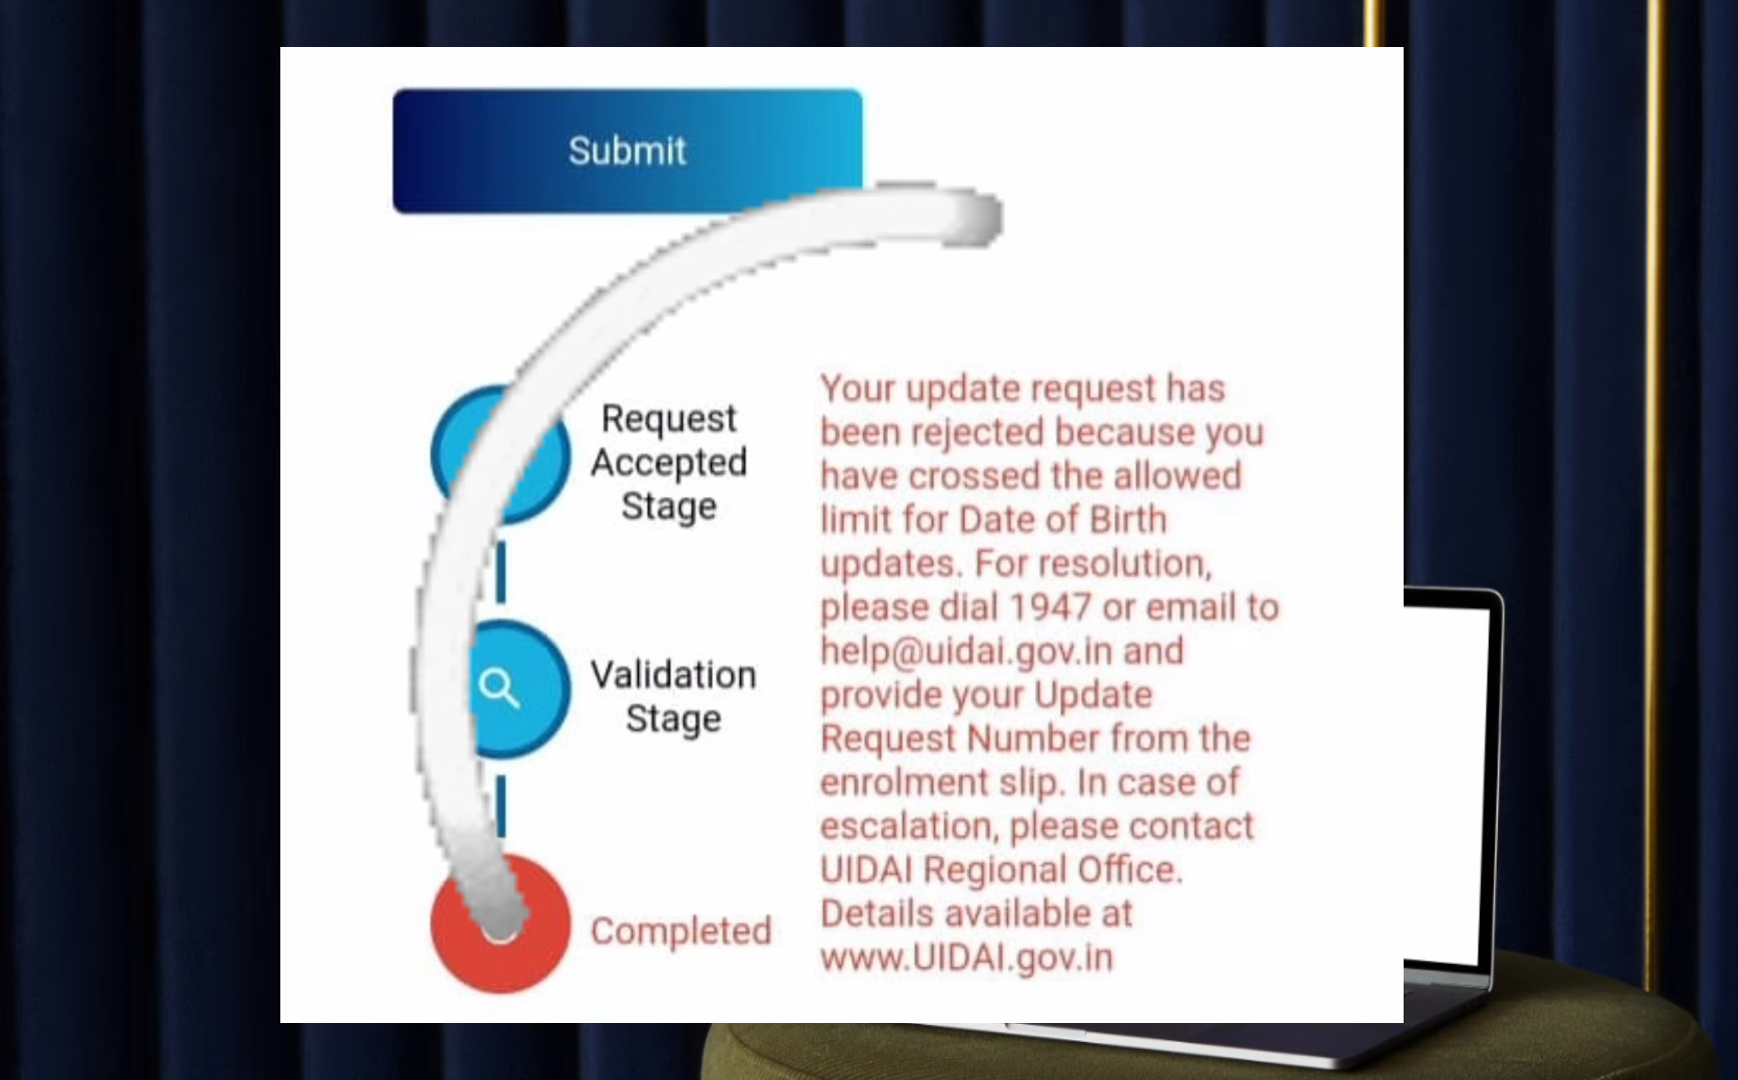 Submit
Request
Accepted
Stage
Validation
Stage
Completed
Your update request has
been rejected because you
have crossed the allowed
limit for Date of Birth
updates. For resolution,
please dial 1947 or email to
help@uidai.gov.in and
provide your Update
Request Number from the
enrolment slip. In case of
escalation, please contact
UIDAI Regional Office.
Details available at
www.UIDAI.gov.in